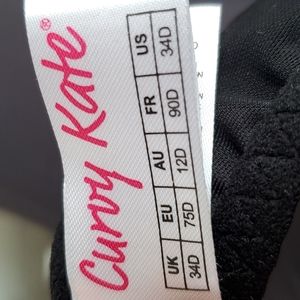 Curvy Kate®
UK EU AU FR US
34D 75D 12D 90D 34D